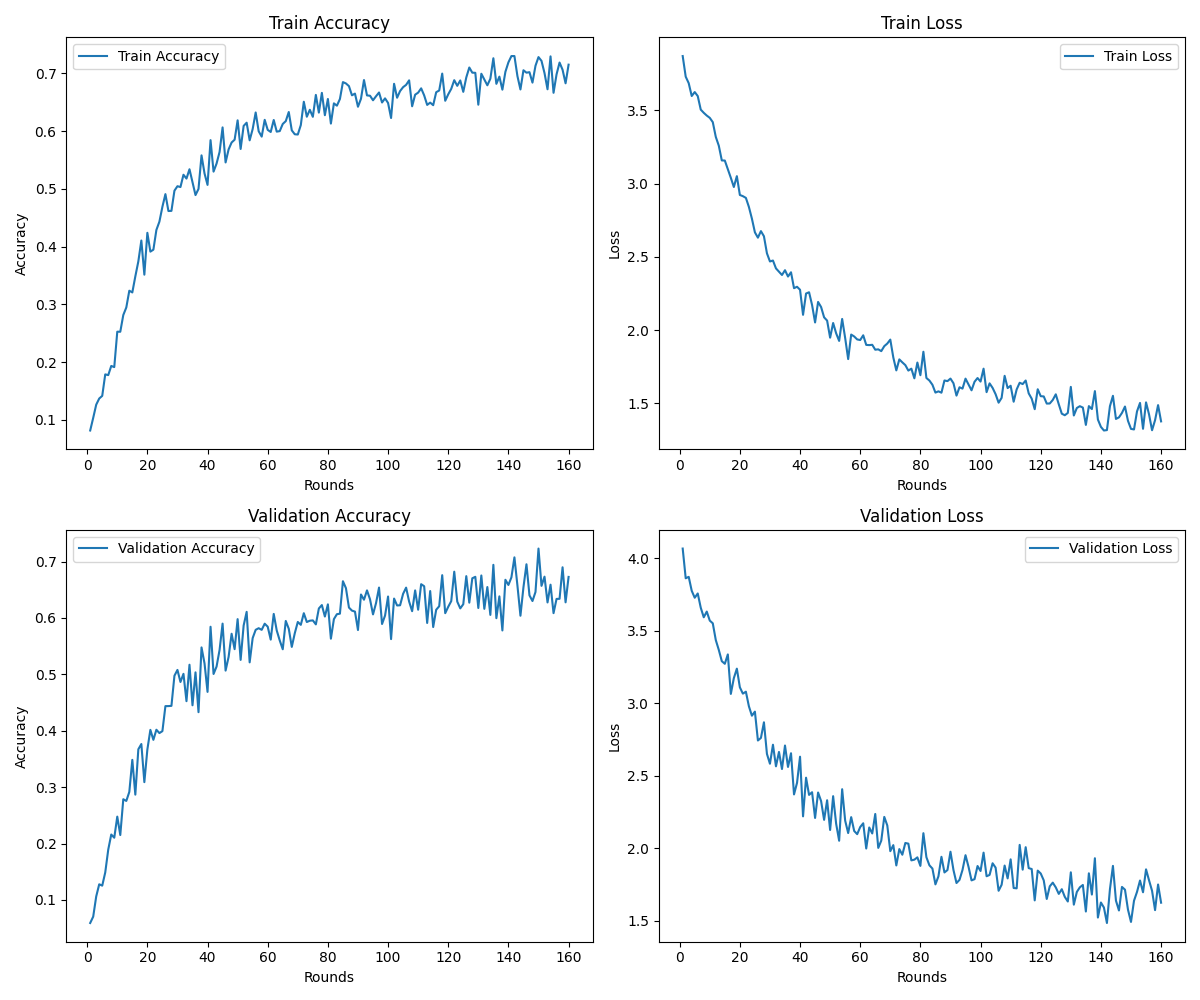 Train Accuracy
Train Accuracy
0.7
0.6
0.5
0.4
0.3
0.2
0.1
Accuracy
0 20 40 60 80 100 120 140 160
Rounds
Train Loss
Train Loss
3.5
3.0
2.5
2.0
1.5
Loss
0 20 40 60 80 100 120 140 160
Rounds
Validation Accuracy
Validation Accuracy
0.7
0.6
0.5
0.4
0.3
0.2
0.1
Accuracy
0 20 40 60 80 100 120 140 160
Rounds
Validation Loss
Validation Loss
4.0
3.5
3.0
2.5
2.0
1.5
Loss
0 20 40 60 80 100 120 140 160
Rounds